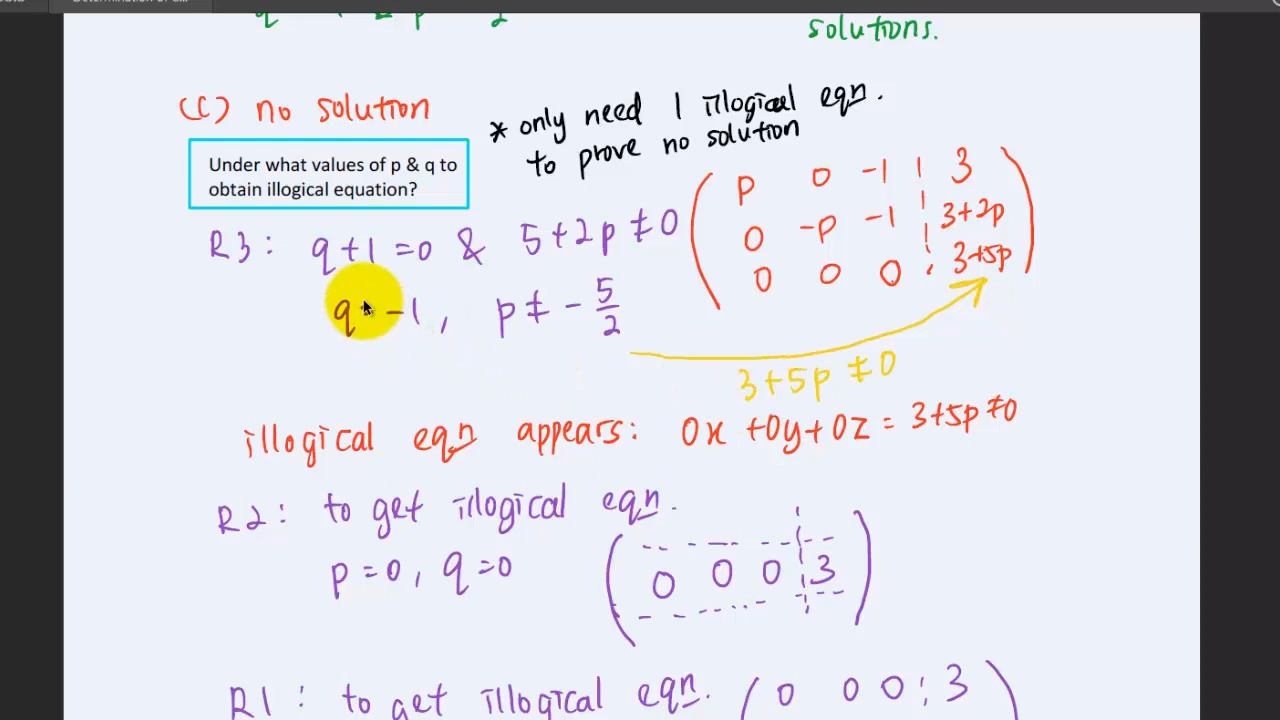 solutions.
(C) no solution
* only need 1 illogical eqn.
to prove no solution
Under what values of p & q to
obtain illogical equation?
R3: q+1=0 & 5+2p≠0
q=-1, p≠-5/2
p 0 -1 | 3
0 -p -1 | 3+2p
0 0 0 | 3+5p
3+5p≠0
illogical eqn appears: 0x+0y+0z=3+5p≠0
R2: to get illogical eqn.
p=0, q=0
0 0 0 | 3
R1: to get illogical eqn.
0 0 0 | 3